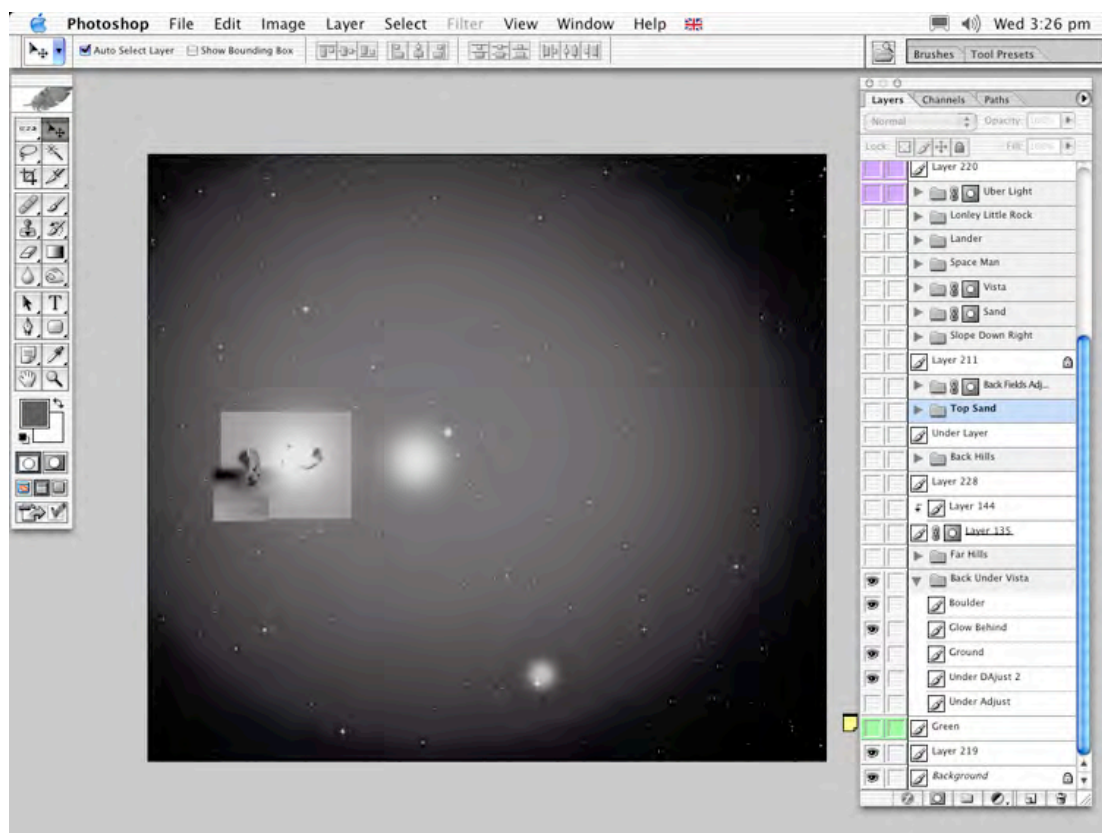 Photoshop File Edit Image Layer Select Filter View Window Help Wed 3:26 pm
Auto Select Layer Show Bounding Box Brushes Tool Presets
Layers Channels Paths
Normal Opacity: 100%
Lock: Fill: 100%
Layer 220
Uber Light
Lonley Little Rock
Lander
Space Man
Vista
Sand
Slope Down Right
Layer 211
Back Fields Adj...
Top Sand
Under Layer
Back Hills
Layer 228
Layer 144
Layer 135
Far Hills
Back Under Vista
Boulder
Glow Behind
Ground
Under DAjust 2
Under Adjust
Green
Layer 219
Background